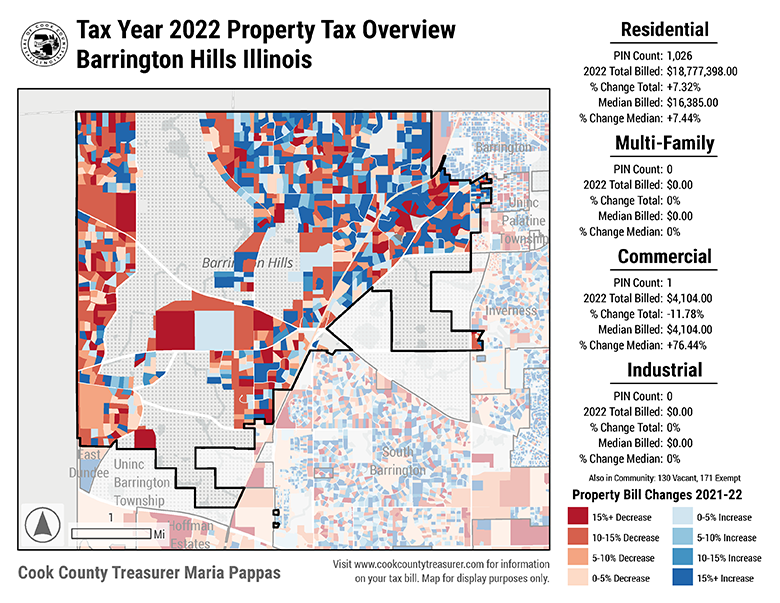 Tax Year 2022 Property Tax Overview
Barrington Hills Illinois
Residential
PIN Count: 1,026
2022 Total Billed: $18,777,398.00
% Change Total: +7.32%
Median Billed: $16,385.00
% Change Median: +7.44%
Multi-Family
PIN Count: 0
2022 Total Billed: $0.00
% Change Total: 0%
Median Billed: $0.00
% Change Median: 0%
Commercial
PIN Count: 1
2022 Total Billed: $4,104.00
% Change Total: -11.78%
Median Billed: $4,104.00
% Change Median: +76.44%
Industrial
PIN Count: 0
2022 Total Billed: $0.00
% Change Total: 0%
Median Billed: $0.00
% Change Median: 0%
Also in Community: 130 Vacant, 171 Exempt
Property Bill Changes 2021-22
15%+ Decrease
10-15% Decrease
5-10% Decrease
0-5% Decrease
0-5% Increase
5-10% Increase
10-15% Increase
15%+ Increase
Barrington
Uninc
Palatine
Township
Barrington Hills
Inverness
South
Barrington
East
Dundee
Uninc
Barrington
Township
Hoffman
Estates
1
Mi
Cook County Treasurer Maria Pappas
Visit www.cookcountytreasurer.com for information
on your tax bill. Map for display purposes only.